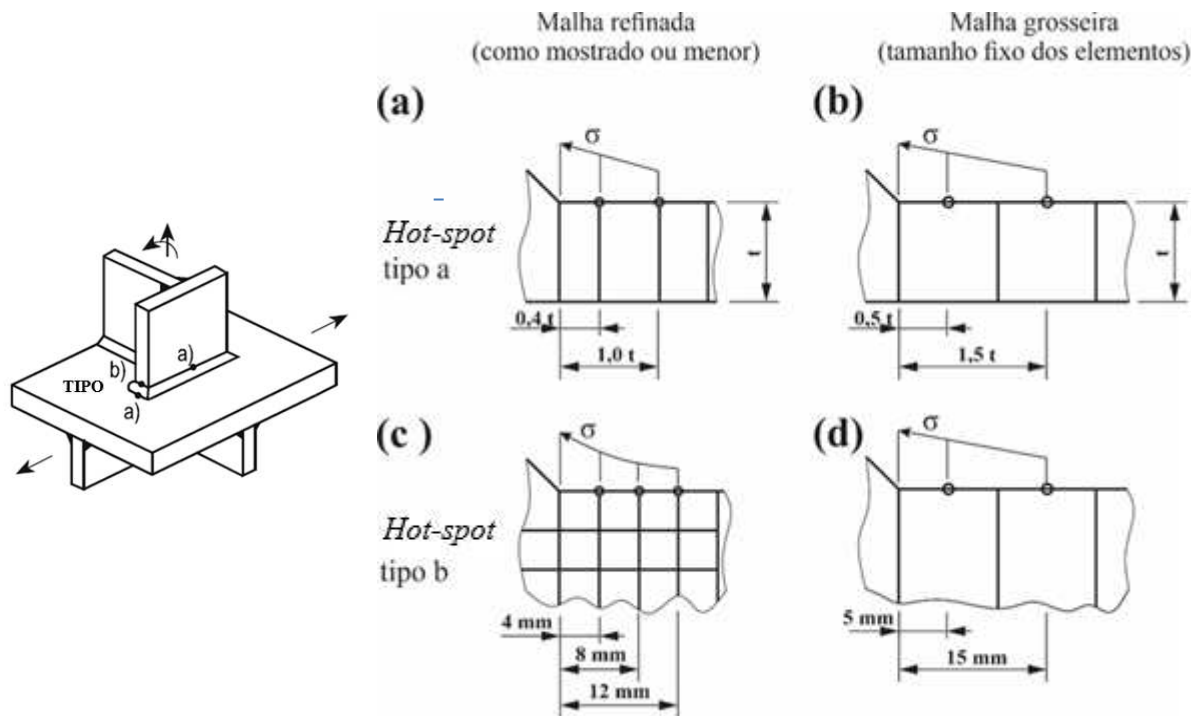 Malha refinada
(como mostrado ou menor)
Malha grosseira
(tamanho fixo dos elementos)
(a)
(b)
σ
σ
Hot-spot
tipo a
t
t
0,4 t
1,0 t
0,5 t
1,5 t
a)
b)
TIPO
a)
(c )
(d)
σ
σ
Hot-spot
tipo b
4 mm
8 mm
12 mm
5 mm
15 mm